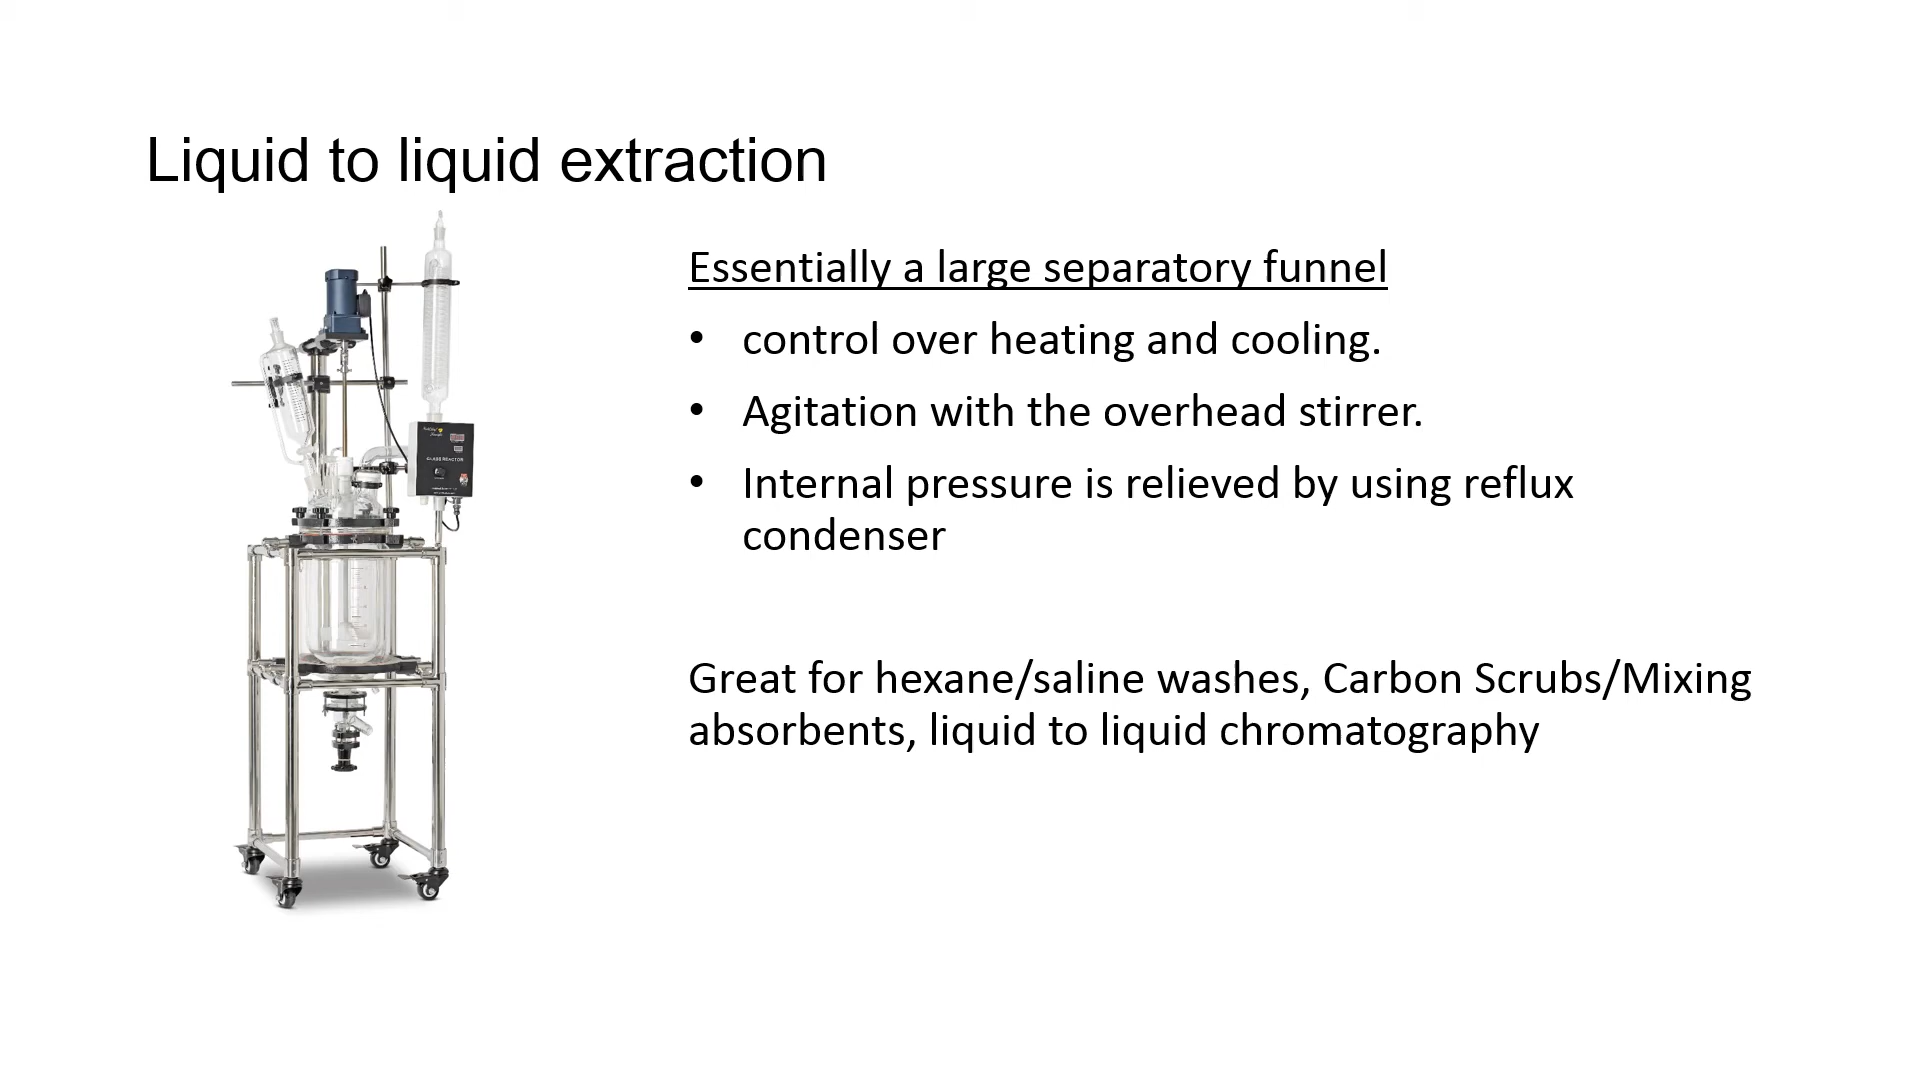 Liquid to liquid extraction
Essentially a large separatory funnel
• control over heating and cooling.
• Agitation with the overhead stirrer.
• Internal pressure is relieved by using reflux
condenser
GLASS REACTOR
Great for hexane/saline washes, Carbon Scrubs/Mixing
absorbents, liquid to liquid chromatography